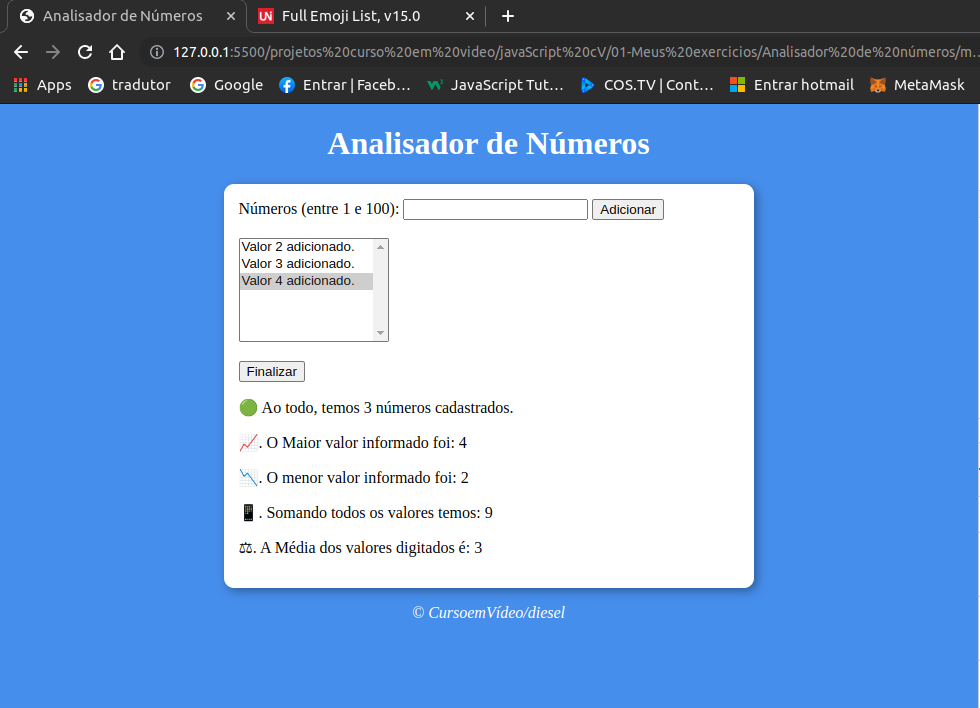 Analisador de Números
Full Emoji List, v15.0
127.0.0.1:5500/projetos%20curso%20em%20video/javaScript%20cV/01-Meus%20exercicios/Analisador%20de%20números/m...
Apps tradutor Google Entrar | Faceb... JavaScript Tut... COS.TV | Cont... Entrar hotmail MetaMask
Analisador de Números
Números (entre 1 e 100): Adicionar
Valor 2 adicionado.
Valor 3 adicionado.
Valor 4 adicionado.
Finalizar
🟢 Ao todo, temos 3 números cadastrados.
📈. O Maior valor informado foi: 4
📉. O menor valor informado foi: 2
📱. Somando todos os valores temos: 9
⚖. A Média dos valores digitados é: 3
© CursoemVídeo/diesel